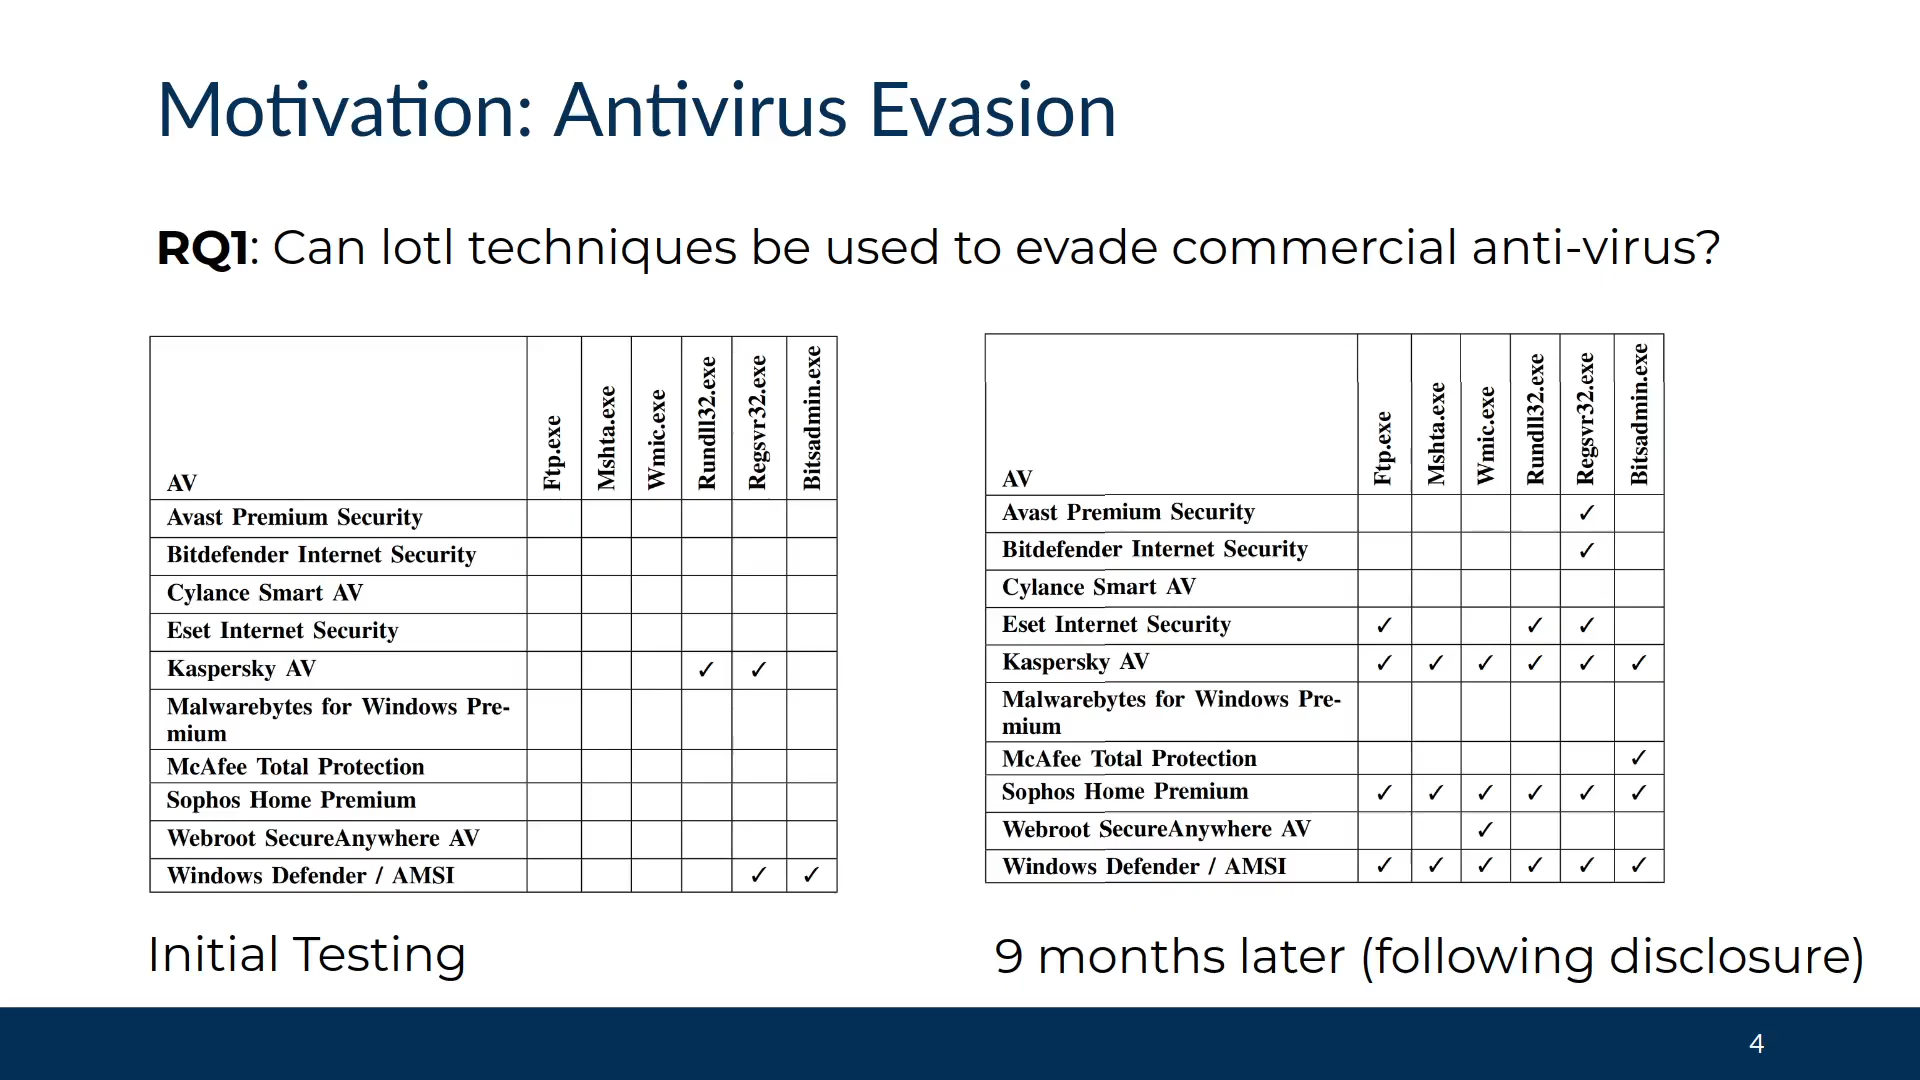 Motivation: Antivirus Evasion
RQ1: Can lotl techniques be used to evade commercial anti-virus?
AV Ftp.exe Mshta.exe Wmic.exe Rundll32.exe Regsvr32.exe Bitsadmin.exe
Avast Premium Security
Bitdefender Internet Security
Cylance Smart AV
Eset Internet Security
Kaspersky AV ✓ ✓
Malwarebytes for Windows Pre-
mium
McAfee Total Protection
Sophos Home Premium
Webroot SecureAnywhere AV
Windows Defender / AMSI ✓ ✓
Initial Testing
AV Ftp.exe Mshta.exe Wmic.exe Rundll32.exe Regsvr32.exe Bitsadmin.exe
Avast Premium Security ✓
Bitdefender Internet Security ✓
Cylance Smart AV
Eset Internet Security ✓ ✓ ✓
Kaspersky AV ✓ ✓ ✓ ✓ ✓ ✓
Malwarebytes for Windows Pre-
mium
McAfee Total Protection ✓
Sophos Home Premium ✓ ✓ ✓ ✓ ✓ ✓
Webroot SecureAnywhere AV ✓
Windows Defender / AMSI ✓ ✓ ✓ ✓ ✓ ✓
9 months later (following disclosure)
4